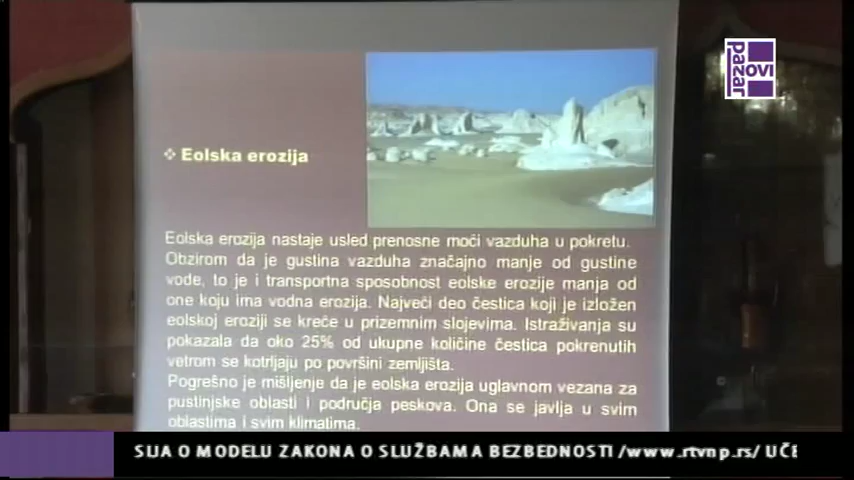 pazar
OVI
Eolska erozija
Eolska erozija nastaje usled prenosne moći vazduha u pokretu.
Obzirom da je gustina vazduha značajno manje od gustine
vode, to je i transportna sposobnost eolske erozije manja od
one koju ima vodna erozija. Najveći deo čestica koji je izložen
eolskoj eroziji se kreće u prizemnim slojevima. Istraživanja su
pokazala da oko 25% od ukupne količine čestica pokrenutih
vetrom se kotrljaju po površini zemljišta.
Pogrešno je mišljenje da je eolska erozija uglavnom vezana za
pustinjske oblasti i područja peskova. Ona se javlja u svim
oblastima i svim klimatima.
SIJA O MODELU ZAKONA O SLUŽBAMA BEZBEDNOSTI /www.rtvnp.rs/ UČE